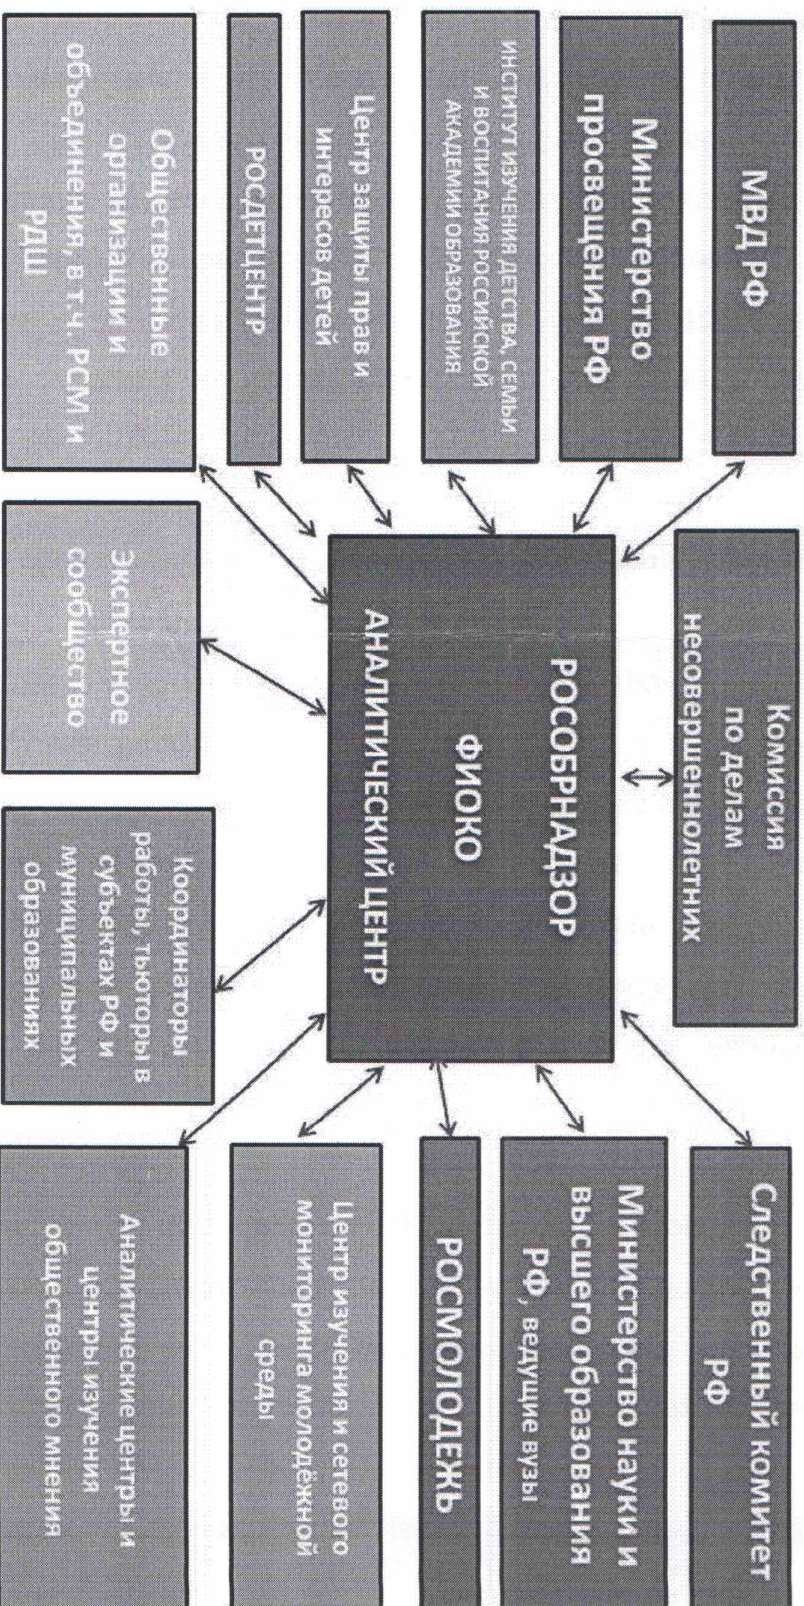 МВД РФ
Министерство
просвещения РФ
ИНСТИТУТ ИЗУЧЕНИЯ ДЕТСТВА, СЕМЬИ
И ВОСПИТАНИЯ РОССИЙСКОЙ
АКАДЕМИИ ОБРАЗОВАНИЯ
Центр защиты прав и
интересов детей
РОСДЕТЦЕНТР
Общественные
организации и
объединения, в т.ч. РСМ и
РДШ
Комиссия
по делам
несовершеннолетних
РОСОБРНАДЗОР
ФИОКО
АНАЛИТИЧЕСКИЙ ЦЕНТР
Экспертное
сообщество
Координаторы
работы, тьюторы в
субъектах РФ и
муниципальных
образованиях
Следственный комитет
РФ
Министерство науки и
высшего образования
РФ, ведущие вузы
РОСМОЛОДЕЖЬ
Центр изучения и сетевого
мониторинга молодёжной
среды
Аналитические центры и
центры изучения
общественного мнения